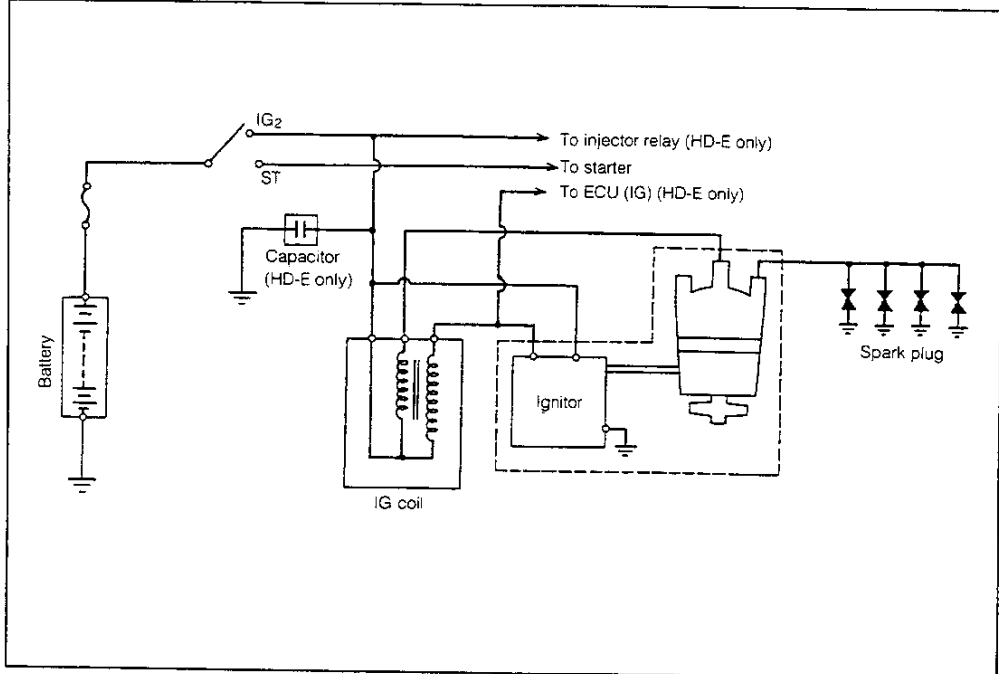 IG2
To injector relay (HD-E only)
ST
To starter
To ECU (IG) (HD-E only)
Capacitor
(HD-E only)
Battery
Spark plug
Ignitor
IG coil